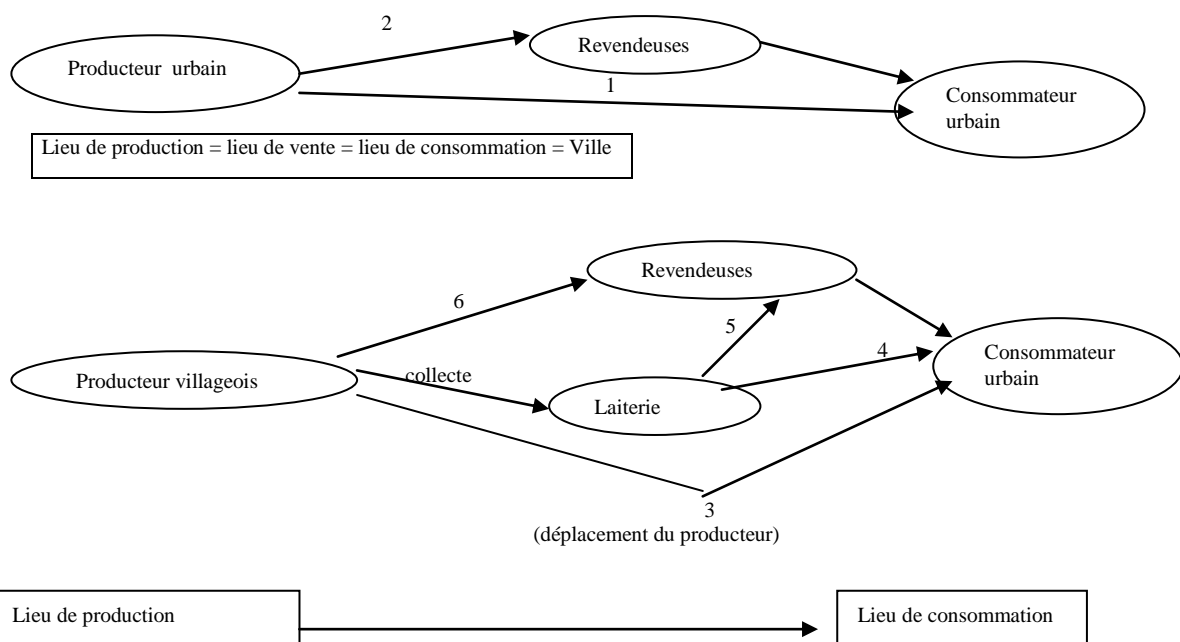 2
Revendeuses
Producteur urbain
1
Consommateur
urbain
Lieu de production = lieu de vente = lieu de consommation = Ville
Revendeuses
6
5
4
Consommateur
urbain
Producteur villageois
collecte
Laiterie
3
(déplacement du producteur)
Lieu de production
Lieu de consommation